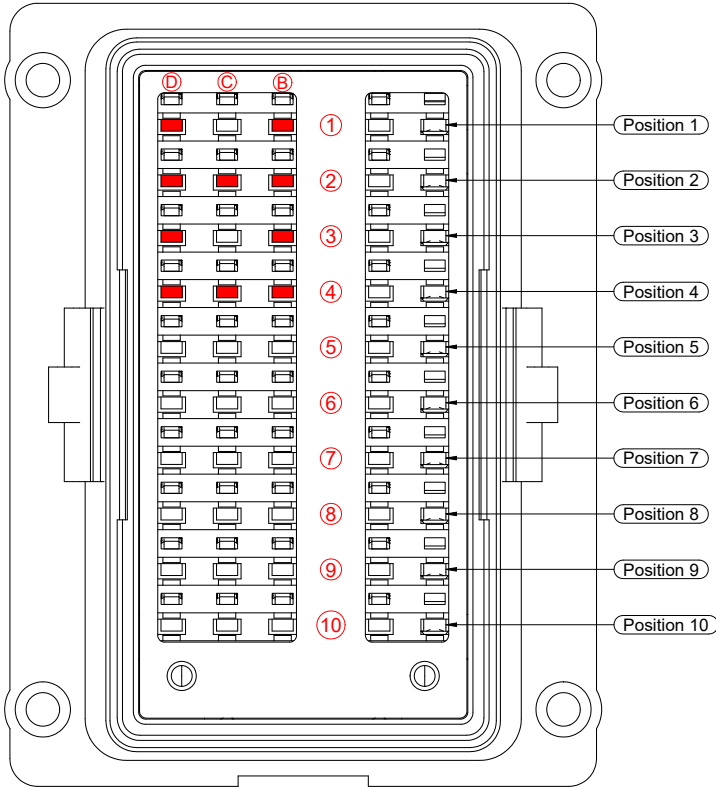 D C B
1 Position 1
2 Position 2
3 Position 3
4 Position 4
5 Position 5
6 Position 6
7 Position 7
8 Position 8
9 Position 9
10 Position 10